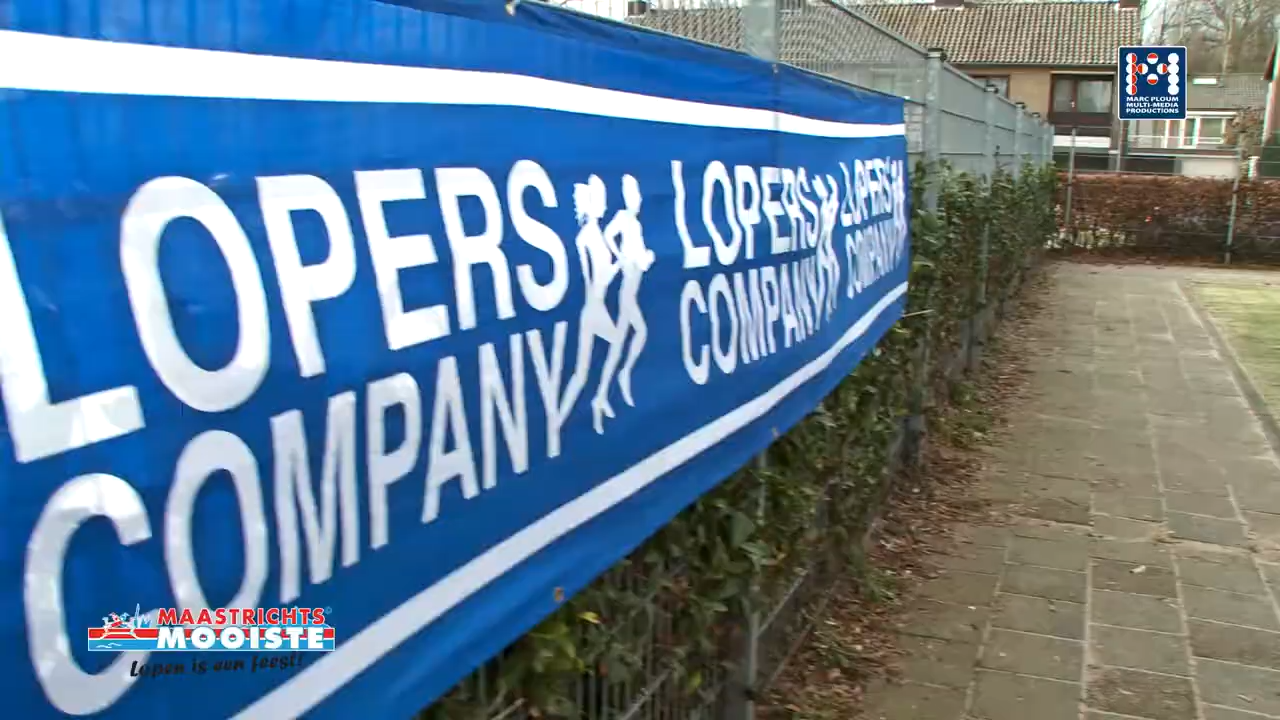 LOPERS
COMPANY
LOPERS
COMPANY
LOPERS
COMPANY
MARC PLOUM
MULTI-MEDIA
PRODUCTIONS
MAASTRICHTS
MOOISTE
Lopen is een feest!